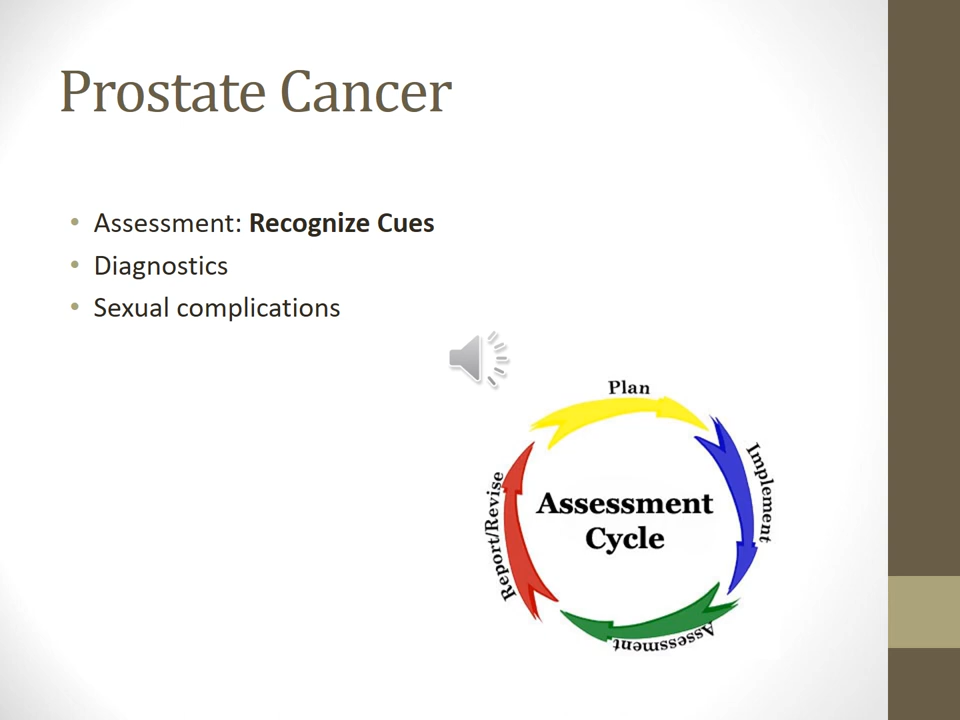 Prostate Cancer
• Assessment: Recognize Cues
• Diagnostics
• Sexual complications
Plan
Implement
Assessment
Cycle
Report/Revise
Assessment